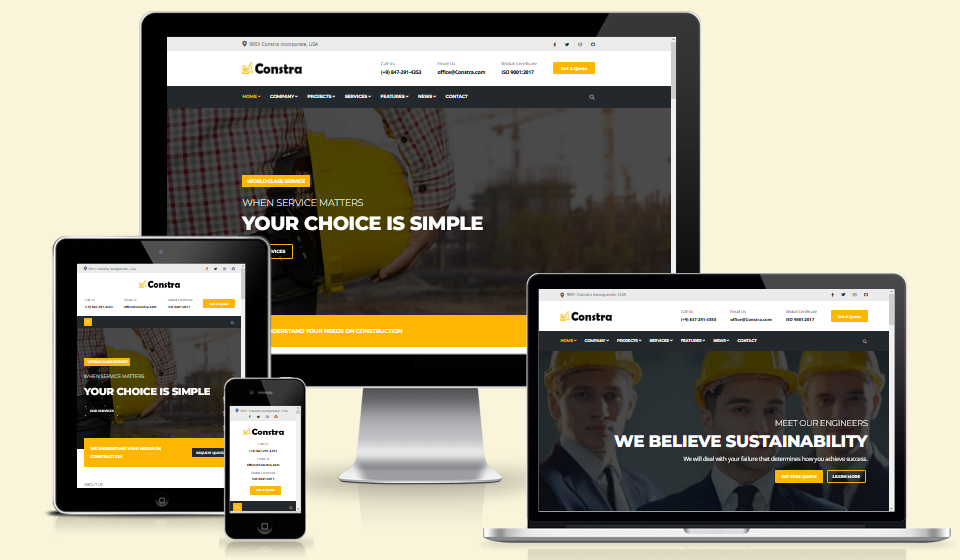 9051 Constra Incorporate, USA
Constra
Call Us
(+9) 847-291-4353
Email Us
office@Constra.com
Global Certificate
ISO 9001:2017
Get A Quote
HOME
COMPANY
PROJECTS
SERVICES
FEATURES
NEWS
CONTACT
WORLD CLASS SERVICE
WHEN SERVICE MATTERS
YOUR CHOICE IS SIMPLE
UNDERSTAND YOUR NEEDS ON CONSTRUCTION
9051 Constra Incorporate, USA
Constra
Call Us
(+9) 847-291-4353
Email Us
office@Constra.com
Global Certificate
ISO 9001:2017
Get A Quote
WORLD CLASS SERVICE
WHEN SERVICE MATTERS
YOUR CHOICE IS SIMPLE
OUR SERVICES
WE UNDERSTAND YOUR NEEDS ON
CONSTRUCTION
REQUEST QUOTE
ABOUT US
9051 Constra Incorporate, USA
Constra
Call Us
(+9) 847-291-4353
Email Us
office@Constra.com
Global Certificate
ISO 9001:2017
Get A Quote
9051 Constra Incorporate, USA
Constra
Call Us
(+9) 847-291-4353
Email Us
office@Constra.com
Global Certificate
ISO 9001:2017
Get A Quote
HOME
COMPANY
PROJECTS
SERVICES
FEATURES
NEWS
CONTACT
MEET OUR ENGINEERS
WE BELIEVE SUSTAINABILITY
We will deal with your failure that determines how you achieve success.
GET FREE QUOTE
LEARN MORE